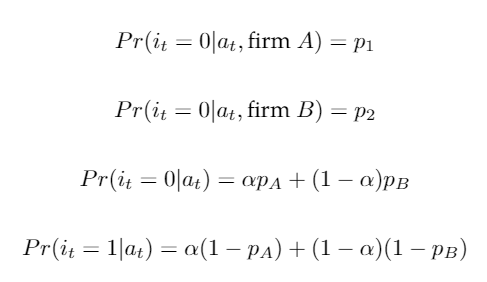 Pr(i_t = 0|a_t, firm A) = p_1
Pr(i_t = 0|a_t, firm B) = p_2
Pr(i_t = 0|a_t) = αp_A + (1 − α)p_B
Pr(i_t = 1|a_t) = α(1 − p_A) + (1 − α)(1 − p_B)